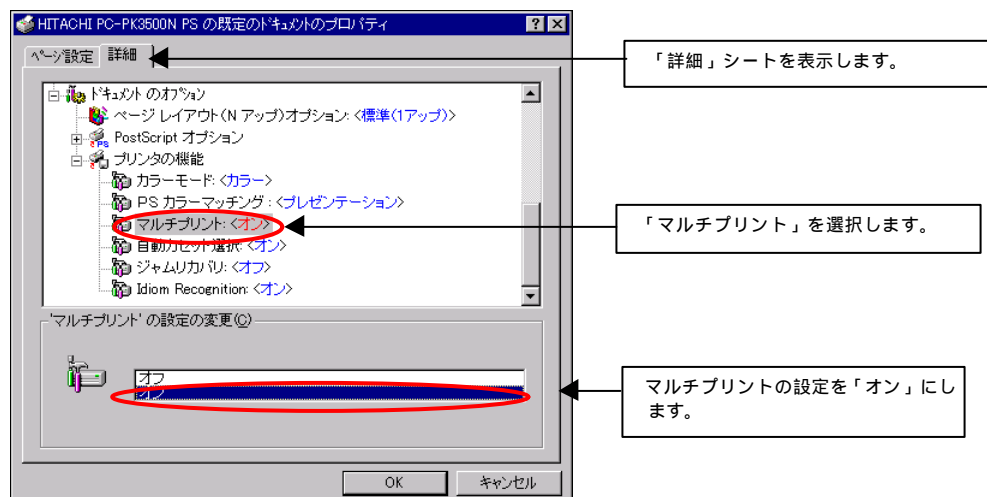 HITACHI PC-PK3500N PS の既定のドキュメントのプロパティ
ページ設定 詳細
「詳細」シートを表示します。
ドキュメント のオプション
ページ レイアウト(N アップ)オプション: <標準(1アップ)>
PostScript オプション
プリンタの機能
カラーモード: <カラー>
PS カラーマッチング : <プレゼンテーション>
マルチプリント: <オン>
「マルチプリント」を選択します。
自動カセット選択: <オン>
ジャムリカバリ: <オフ>
Idiom Recognition: <オン>
'マルチプリント' の設定の変更(C)
オフ
オン
マルチプリントの設定を「オン」にし
ます。
OK キャンセル